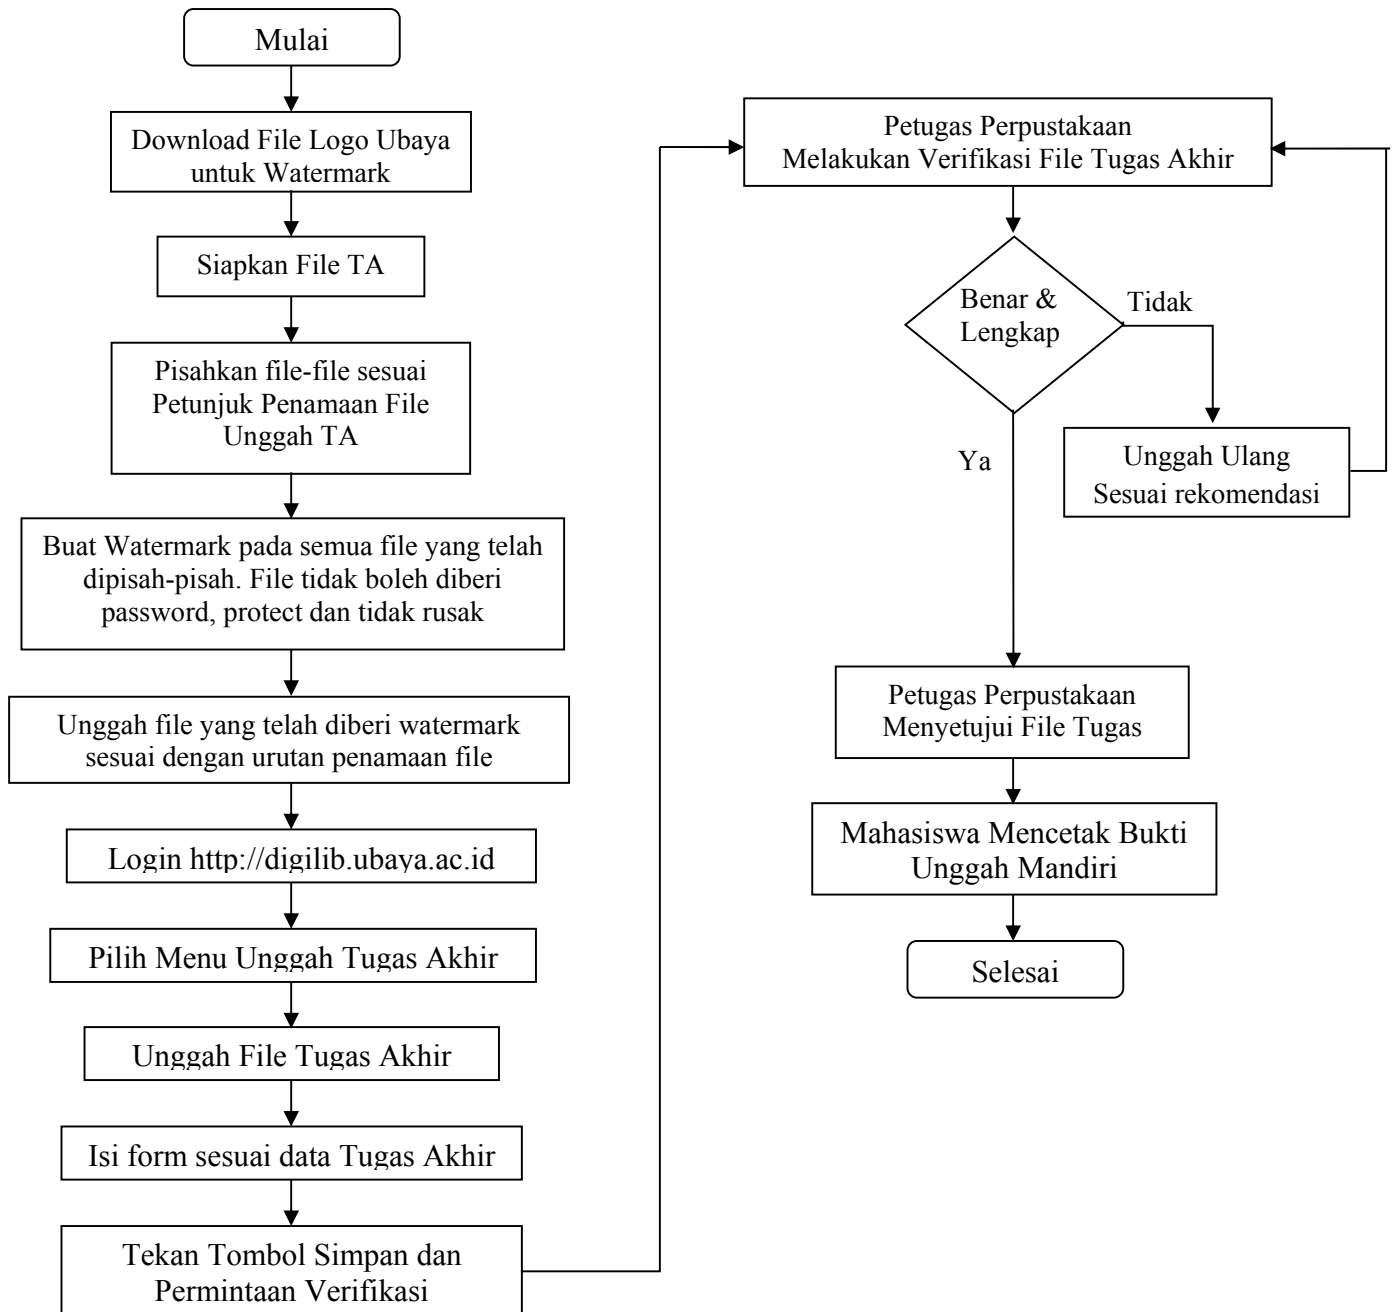 Mulai
Download File Logo Ubaya
untuk Watermark
Siapkan File TA
Pisahkan file-file sesuai
Petunjuk Penamaan File
Unggah TA
Buat Watermark pada semua file yang telah
dipisah-pisah. File tidak boleh diberi
password, protect dan tidak rusak
Unggah file yang telah diberi watermark
sesuai dengan urutan penamaan file
Login http://digilib.ubaya.ac.id
Pilih Menu Unggah Tugas Akhir
Unggah File Tugas Akhir
Isi form sesuai data Tugas Akhir
Tekan Tombol Simpan dan
Permintaan Verifikasi
Petugas Perpustakaan
Melakukan Verifikasi File Tugas Akhir
Benar &
Lengkap
Tidak
Ya
Unggah Ulang
Sesuai rekomendasi
Petugas Perpustakaan
Menyetujui File Tugas
Mahasiswa Mencetak Bukti
Unggah Mandiri
Selesai